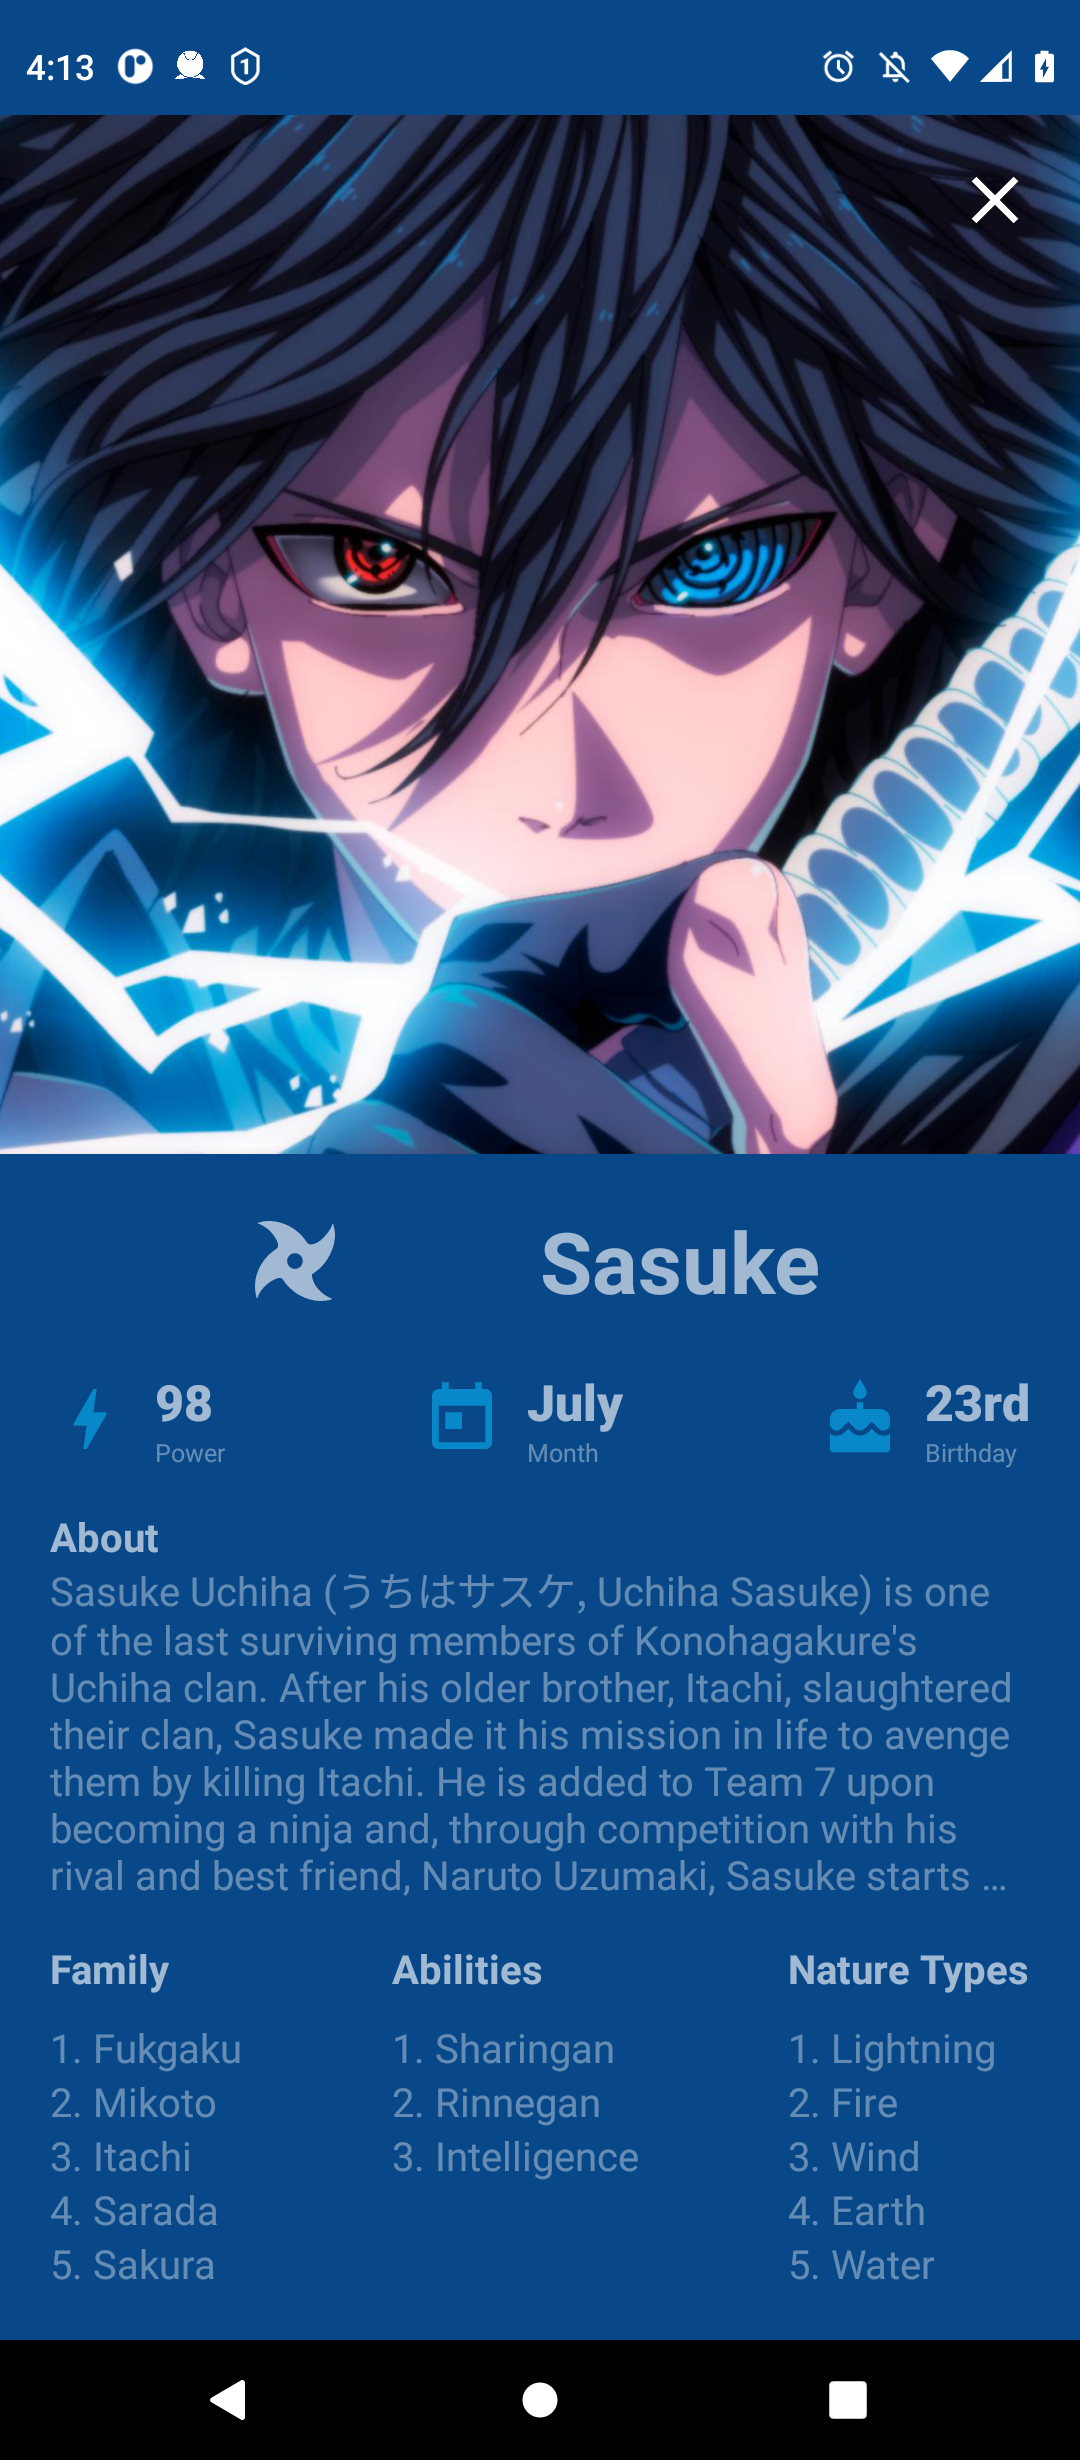 4:13
1
Sasuke
98
Power
July
Month
23rd
Birthday
About
Sasuke Uchiha (うちはサスケ, Uchiha Sasuke) is one
of the last surviving members of Konohagakure's
Uchiha clan. After his older brother, Itachi, slaughtered
their clan, Sasuke made it his mission in life to avenge
them by killing Itachi. He is added to Team 7 upon
becoming a ninja and, through competition with his
rival and best friend, Naruto Uzumaki, Sasuke starts ...
Family
1. Fukgaku
2. Mikoto
3. Itachi
4. Sarada
5. Sakura
Abilities
1. Sharingan
2. Rinnegan
3. Intelligence
Nature Types
1. Lightning
2. Fire
3. Wind
4. Earth
5. Water